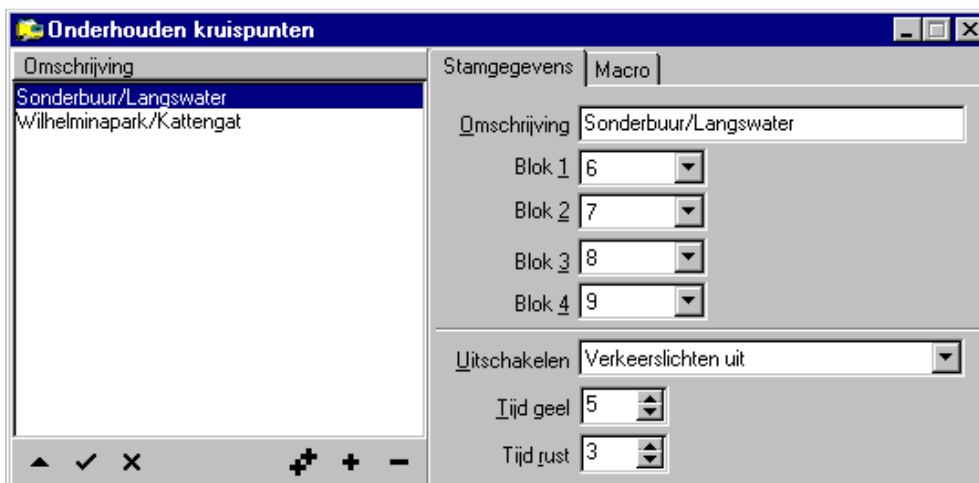 Onderhouden kruispunten
Omschrijving
Sonderbuur/Langswater
Wilhelminapark/Kattengat
Stamgegevens Macro
Omschrijving Sonderbuur/Langswater
Blok 1 6
Blok 2 7
Blok 3 8
Blok 4 9
Uitschakelen Verkeerslichten uit
Tijd geel 5
Tijd rust 3